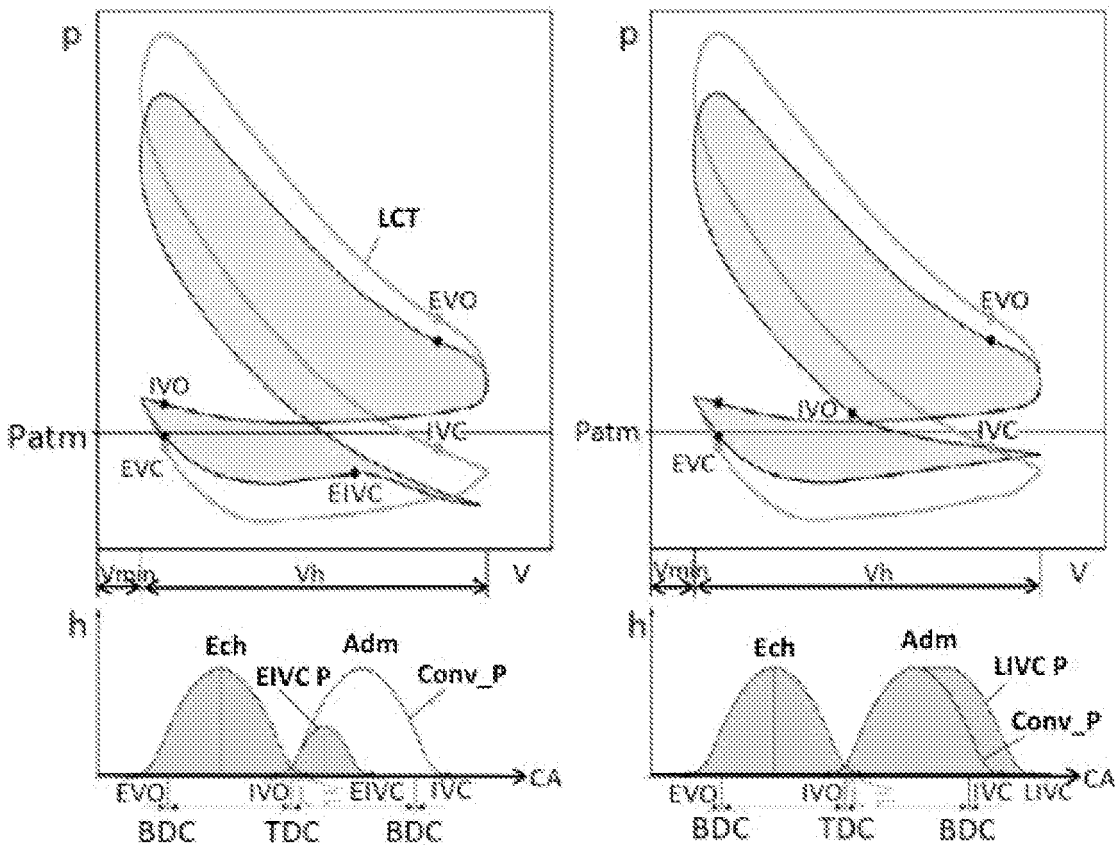 p
LCT
EVO
IVO
Patm
IVC
EVC
EIVC
Vmin
Vh
V
h
Ech
Adm
EIVC P
Conv_P
CA
EVO
IVO
EIVC
IVC
BDC
TDC
BDC
p
EVO
IVO
Patm
IVC
EVC
Vmin
Vh
V
h
Ech
Adm
LIVC P
Conv_P
CA
EVO
IVO
IVC
LIVC
BDC
TDC
BDC